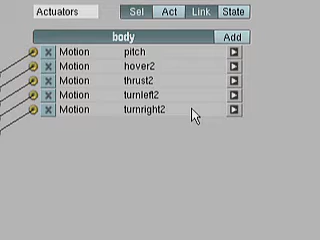 Actuators Sel Act Link State
body Add
X Motion pitch
X Motion hover2
X Motion thrust2
X Motion turnleft2
X Motion turnright2